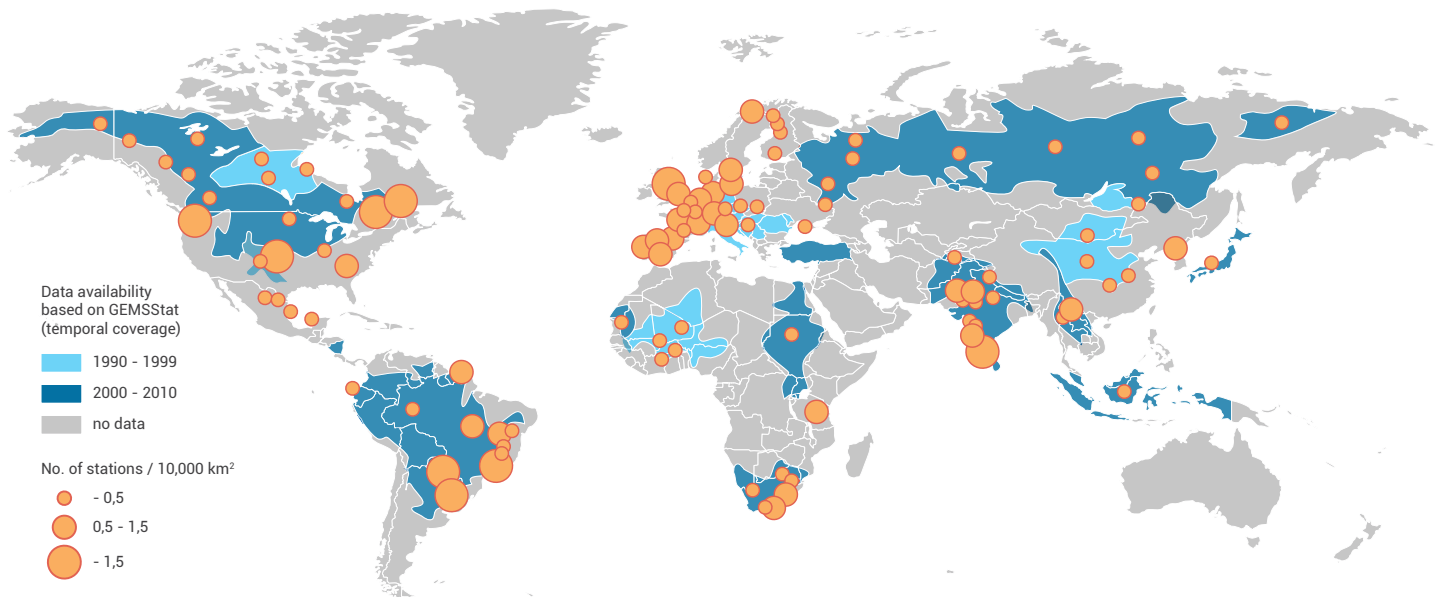 Data availability
based on GEMSStat
(temporal coverage)
1990 - 1999
2000 - 2010
no data
No. of stations / 10,000 km²
- 0,5
0,5 - 1,5
- 1,5